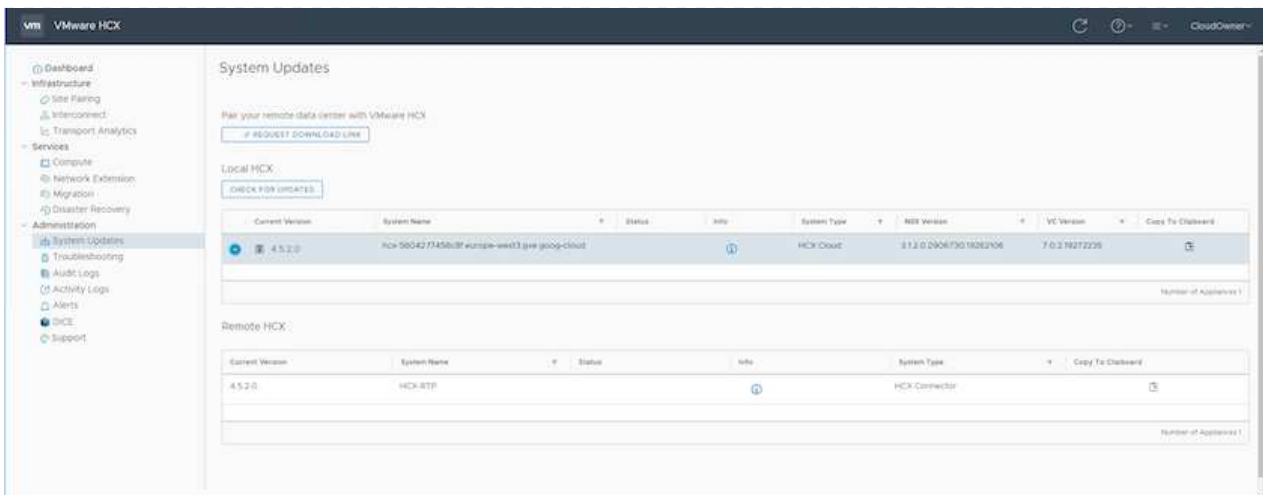 vm VMware HCX CloudOwner
Dashboard
Infrastructure
Site Pairing
Interconnect
Transport Analytics
Services
Compute
Network Extension
Migration
Disaster Recovery
Administration
System Updates
Troubleshooting
Audit Logs
Activity Logs
Alerts
DICE
Support
System Updates
Pair your remote data center with VMware HCX
REQUEST DOWNLOAD LINK
Local HCX
CHECK FOR UPDATES
Current Version System Name Status Info System Type NSX Version VC Version Copy To Clipboard
4.5.2.0 europe-west3.gve.goog-cloud HCX Cloud
Number of Appliances 1
Remote HCX
Current Version System Name Status Info System Type Copy To Clipboard
4.5.2.0 HCX-RTP HCX Connector
Number of Appliances 1